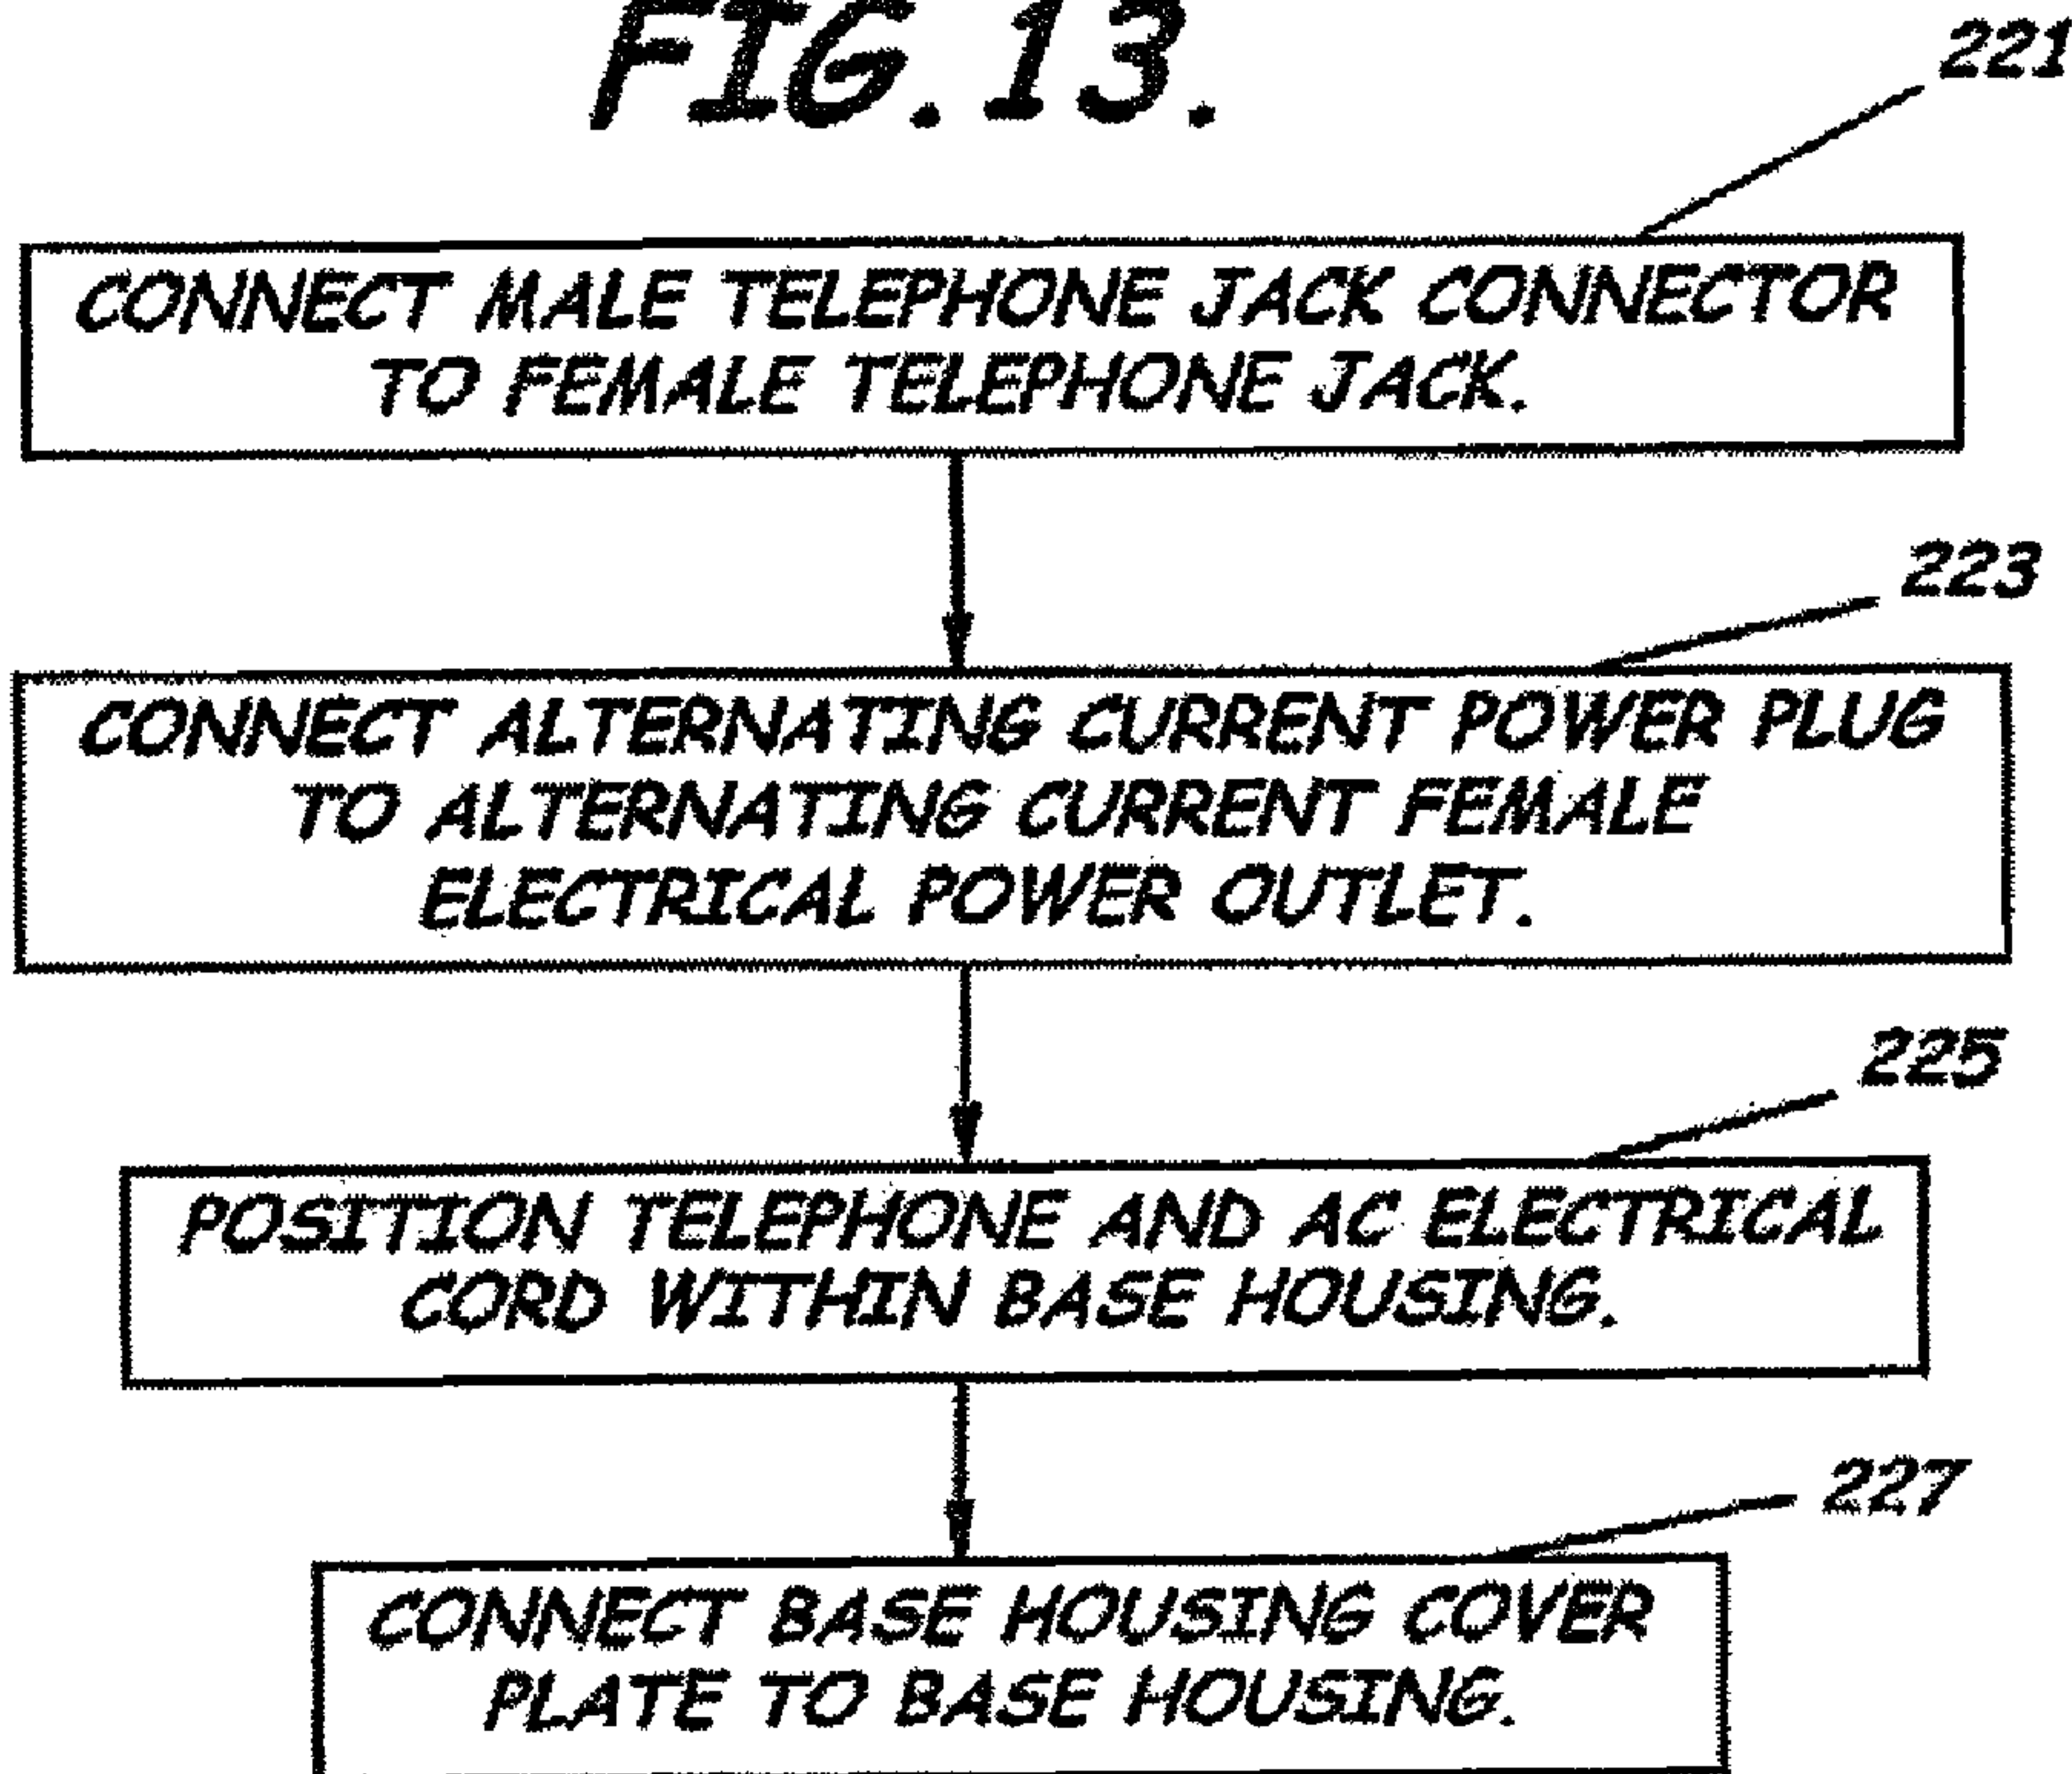 FIG. 13.
221
CONNECT MALE TELEPHONE JACK CONNECTOR
TO FEMALE TELEPHONE JACK.
223
CONNECT ALTERNATING CURRENT POWER PLUG
TO ALTERNATING CURRENT FEMALE
ELECTRICAL POWER OUTLET.
225
POSITION TELEPHONE AND AC ELECTRICAL
CORD WITHIN BASE HOUSING.
227
CONNECT BASE HOUSING COVER
PLATE TO BASE HOUSING.